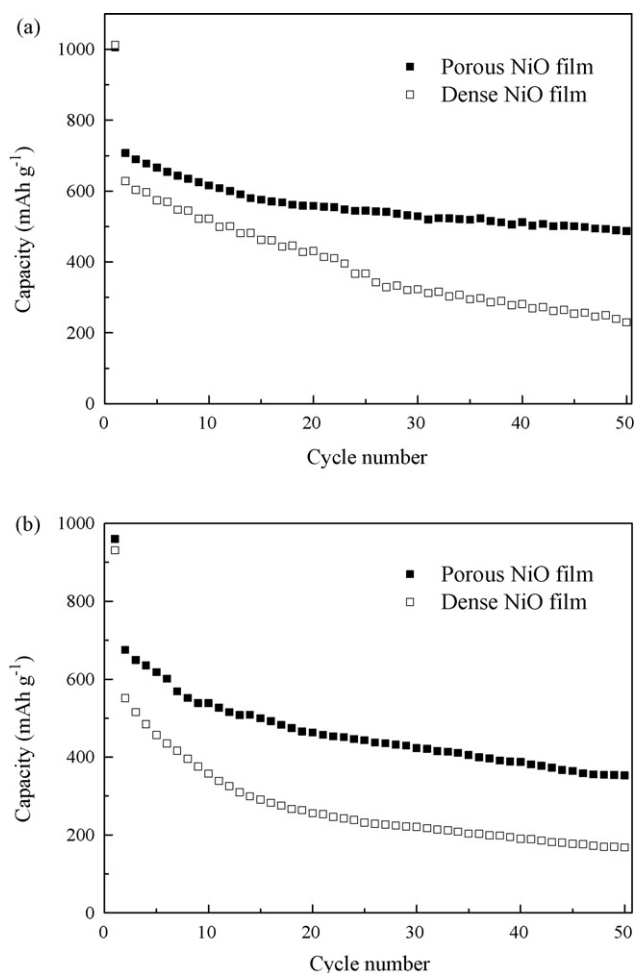 (a)
1000
800
600
400
200
0
Capacity (mAh g⁻¹)
Porous NiO film
Dense NiO film
0 10 20 30 40 50
Cycle number
(b)
1000
800
600
400
200
0
Capacity (mAh g⁻¹)
Porous NiO film
Dense NiO film
0 10 20 30 40 50
Cycle number